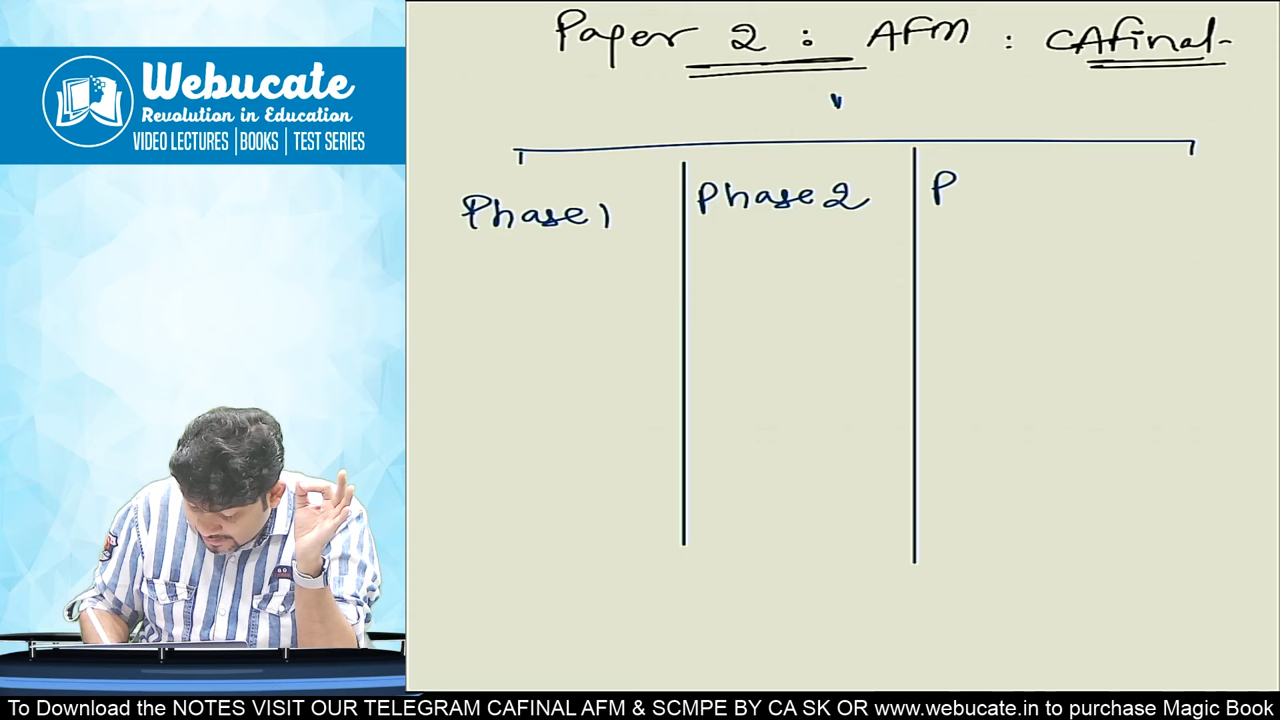 Webucate
Revolution in Education
VIDEO LECTURES | BOOKS | TEST SERIES
Paper 2 : AFM : CAfinal-
Phase 1
Phase 2
P
To Download the NOTES VISIT OUR TELEGRAM CAFINAL AFM & SCMPE BY CA SK OR www.webucate.in to purchase Magic Book